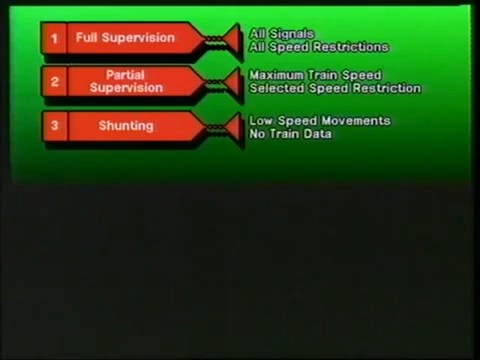 1 Full Supervision
All Signals
All Speed Restrictions
2 Partial
Supervision
Maximum Train Speed
Selected Speed Restriction
3 Shunting
Low Speed Movements
No Train Data